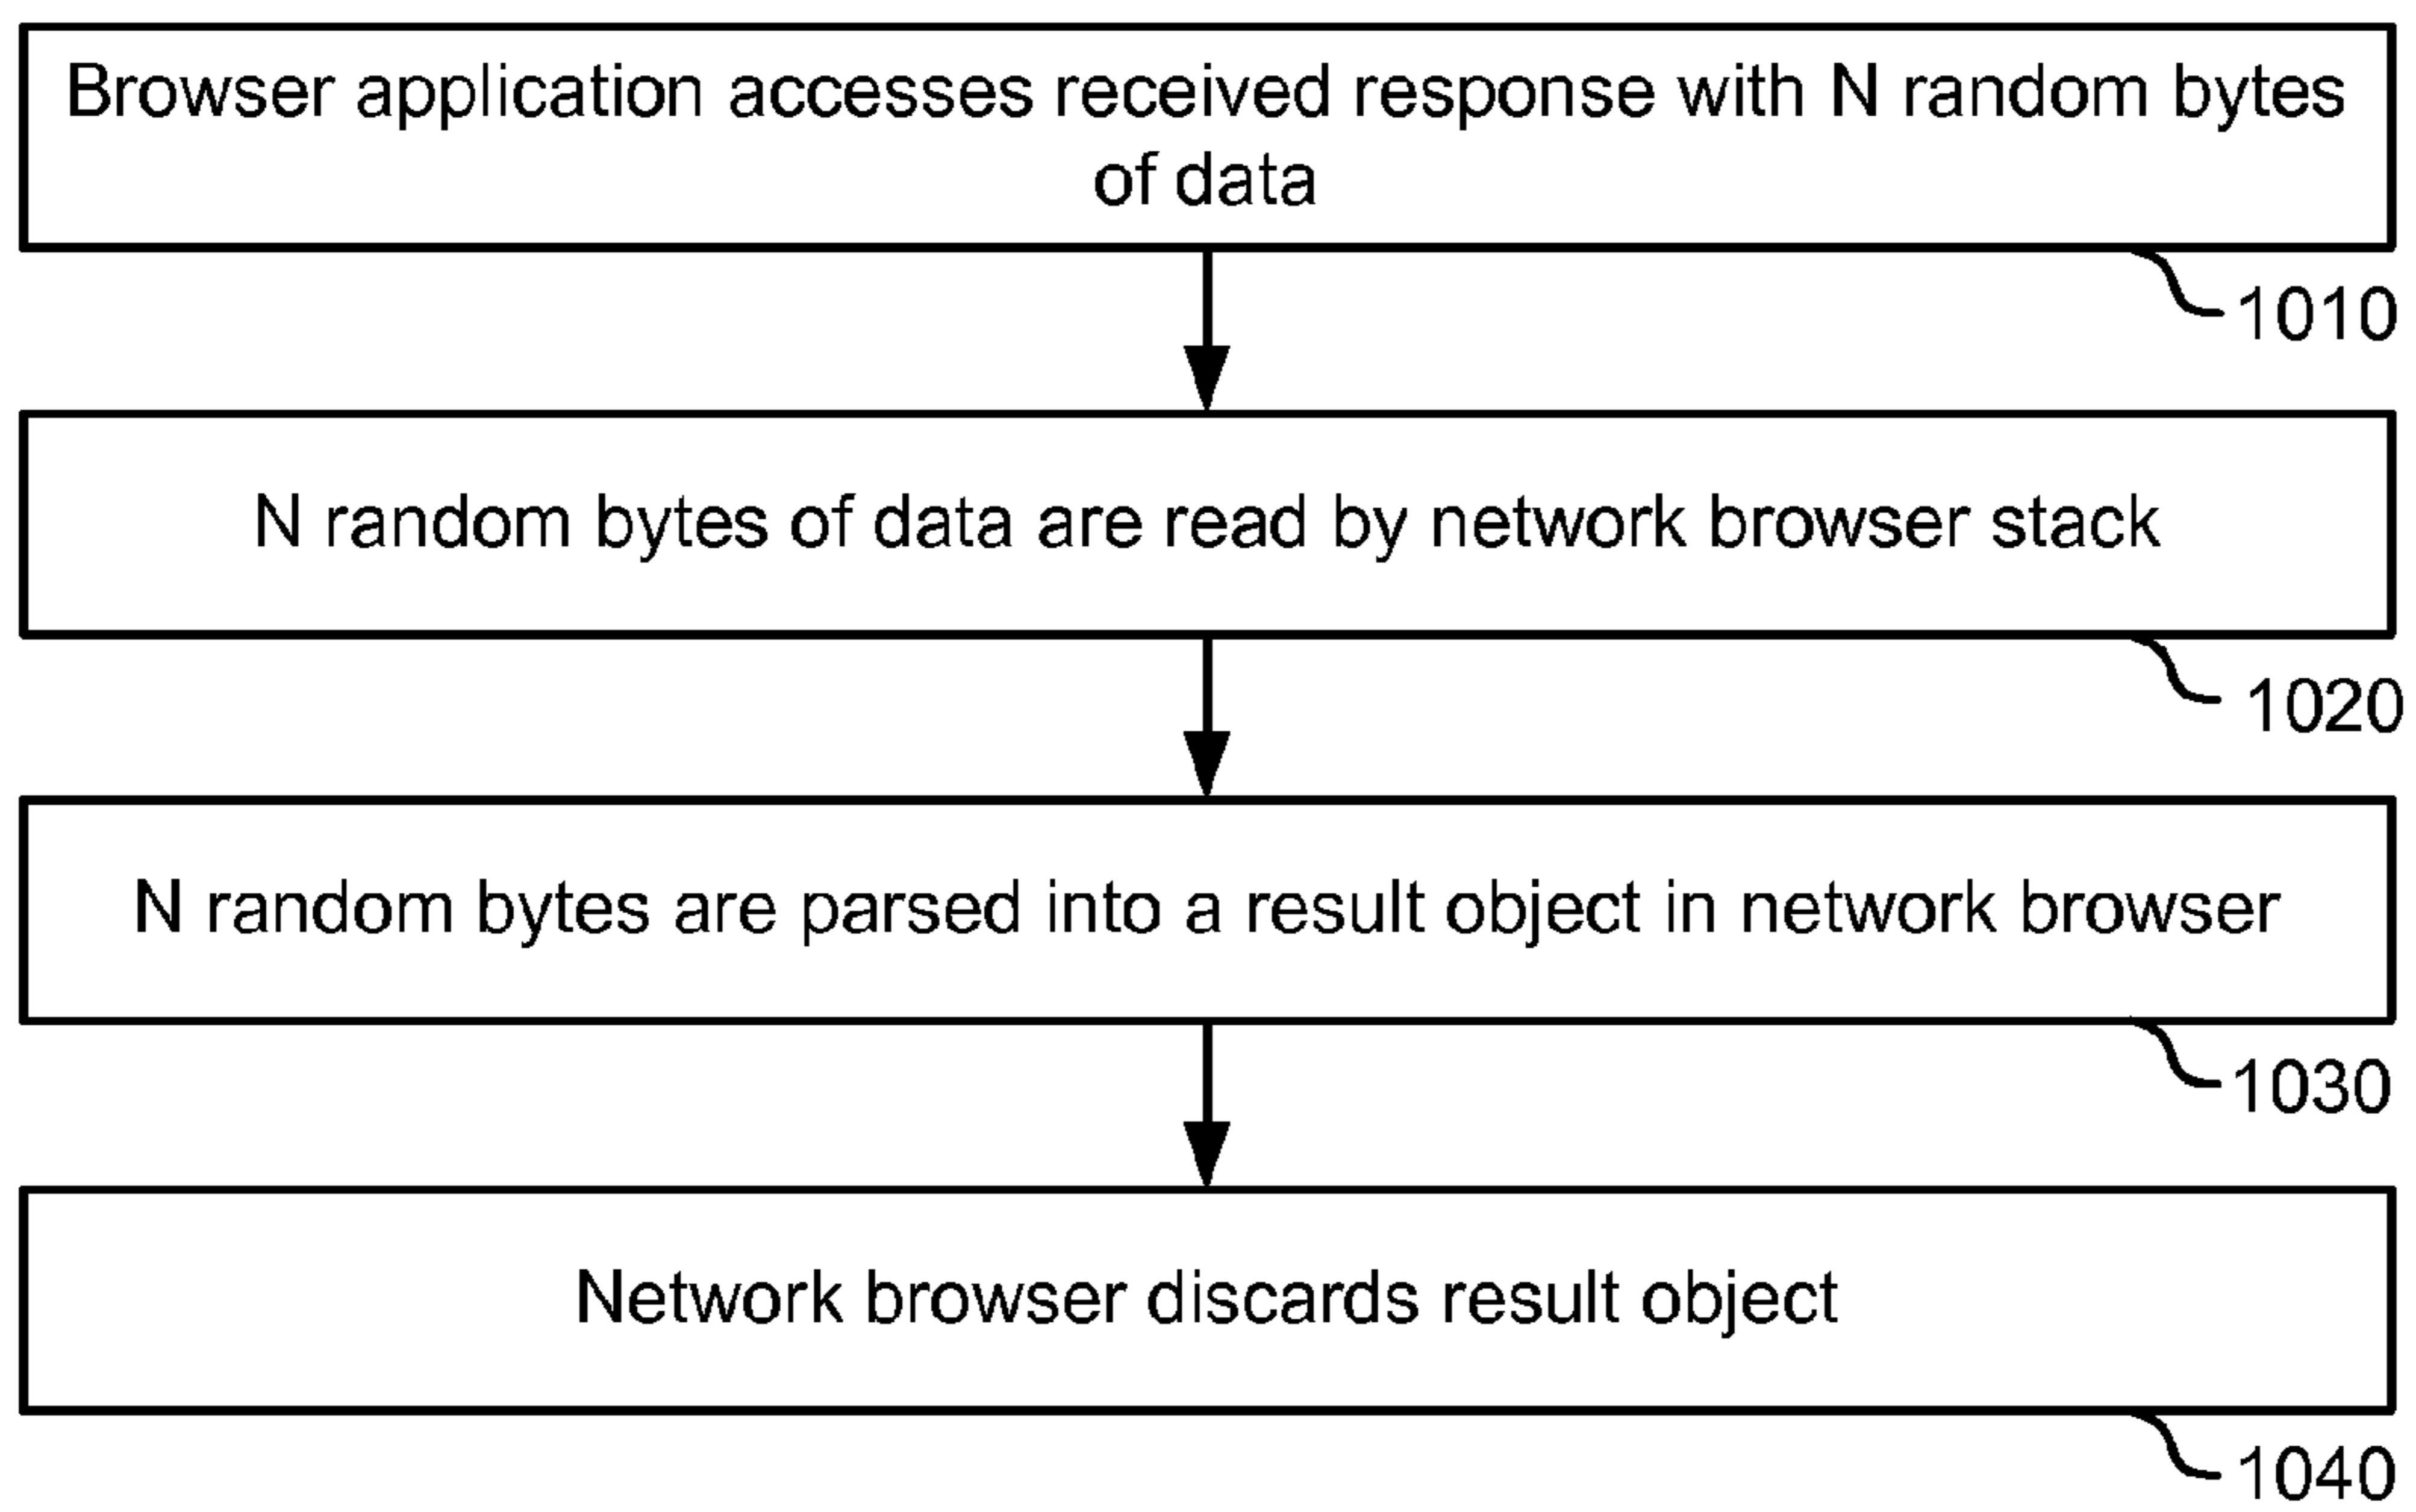 Browser application accesses received response with N random bytes
of data
1010
N random bytes of data are read by network browser stack
1020
N random bytes are parsed into a result object in network browser
1030
Network browser discards result object
1040